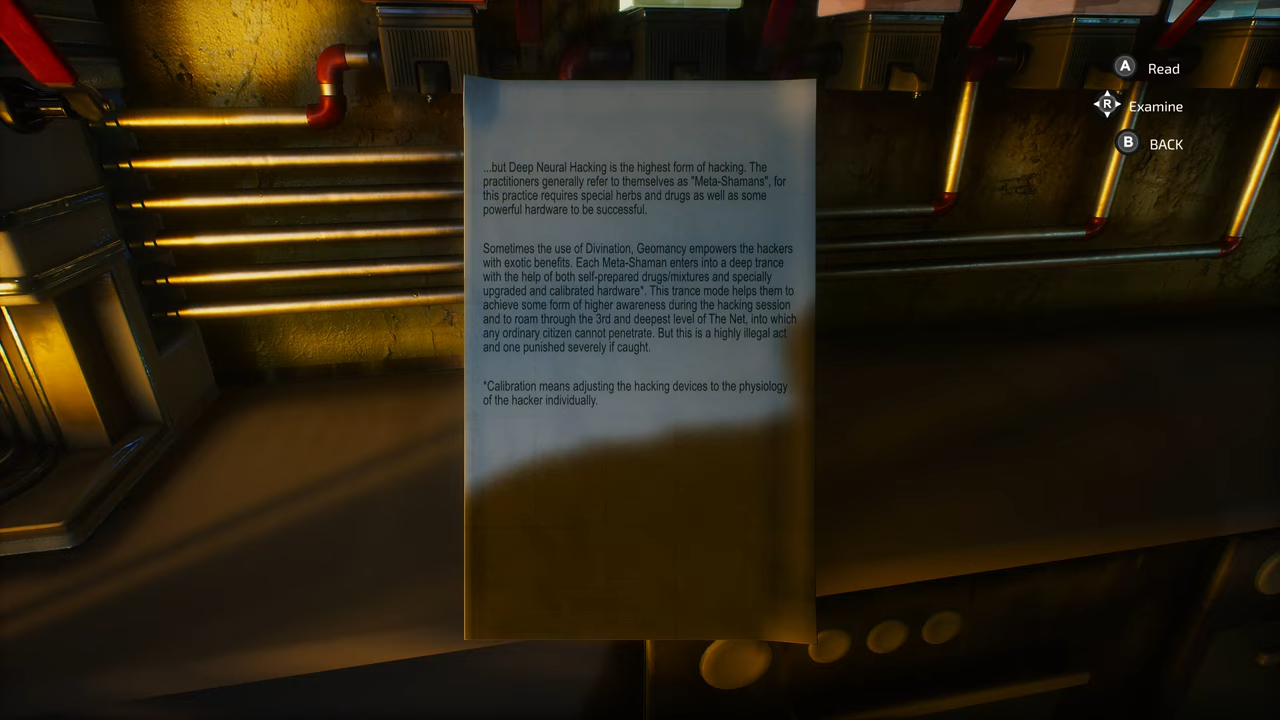 ...but Deep Neural Hacking is the highest form of hacking. The
practitioners generally refer to themselves as "Meta-Shamans", for
this practice requires special herbs and drugs as well as some
powerful hardware to be successful.
Sometimes the use of Divination, Geomancy empowers the hackers
with exotic benefits. Each Meta-Shaman enters into a deep trance
with the help of both self-prepared drugs/mixtures and specially
upgraded and calibrated hardware*. This trance mode helps them to
achieve some form of higher awareness during the hacking session
and to roam through the 3rd and deepest level of The Net, into which
any ordinary citizen cannot penetrate. But this is a highly illegal act
and one punished severely if caught.
*Calibration means adjusting the hacking devices to the physiology
of the hacker individually.
A Read
R Examine
B BACK